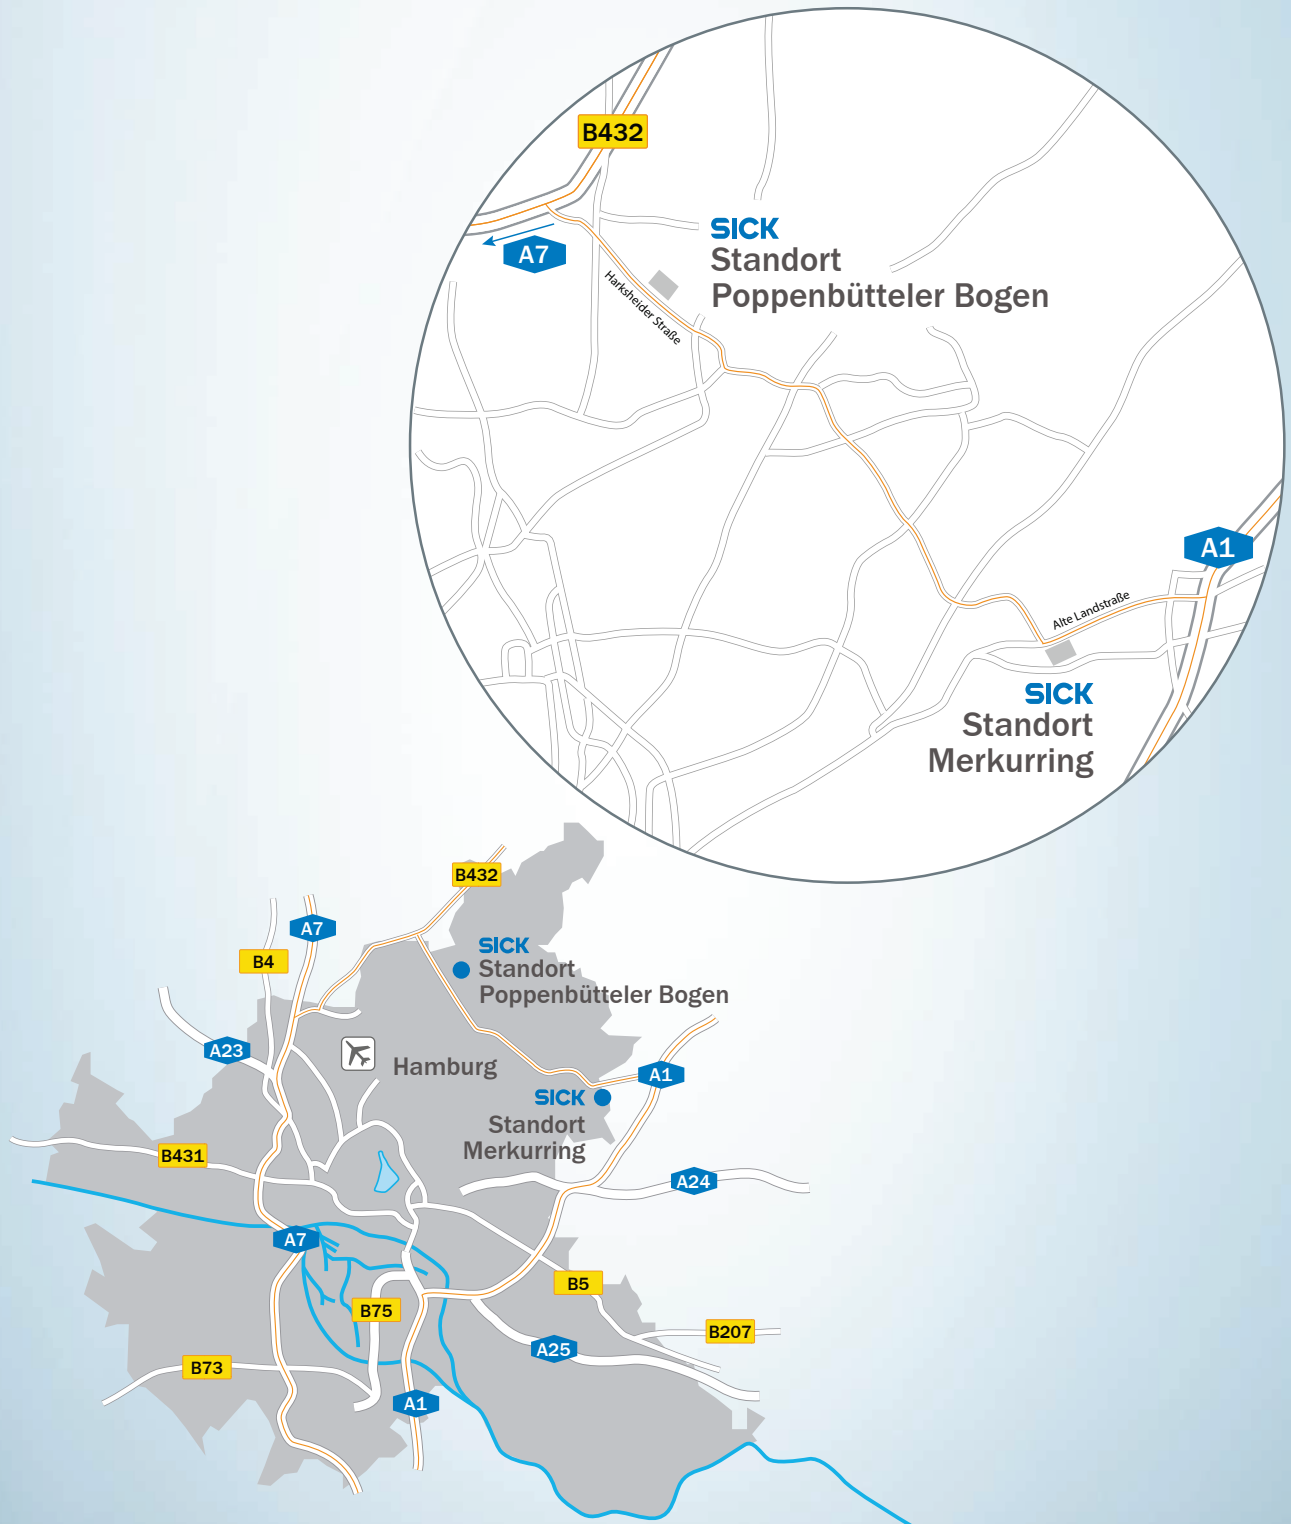 B432
A7
SICK
Standort
Poppenbütteler Bogen
Harksheider Straße
A1
Alte Landstraße
SICK
Standort
Merkurring
B432
A7
B4
SICK
Standort
Poppenbütteler Bogen
A23
Hamburg
A1
SICK
Standort
Merkurring
B431
A24
A7
B5
B75
B207
A25
B73
A1